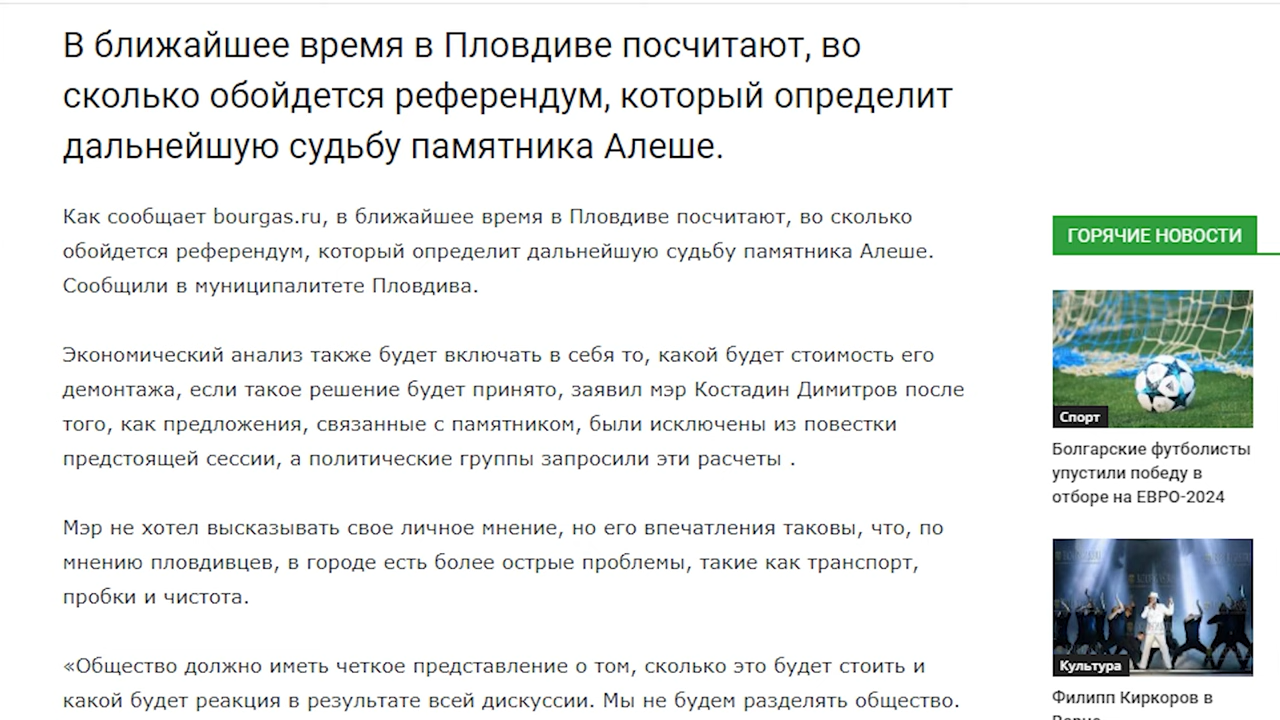 В ближайшее время в Пловдиве посчитают, во
сколько обойдется референдум, который определит
дальнейшую судьбу памятника Алеше.
Как сообщает bourgas.ru, в ближайшее время в Пловдиве посчитают, во сколько
обойдется референдум, который определит дальнейшую судьбу памятника Алеше.
Сообщили в муниципалитете Пловдива.
Экономический анализ также будет включать в себя то, какой будет стоимость его
демонтажа, если такое решение будет принято, заявил мэр Костадин Димитров после
того, как предложения, связанные с памятником, были исключены из повестки
предстоящей сессии, а политические группы запросили эти расчеты .
Мэр не хотел высказывать свое личное мнение, но его впечатления таковы, что, по
мнению пловдивцев, в городе есть более острые проблемы, такие как транспорт,
пробки и чистота.
«Общество должно иметь четкое представление о том, сколько это будет стоить и
какой будет реакция в результате всей дискуссии. Мы не будем разделять общество.
ГОРЯЧИЕ НОВОСТИ
Спорт
Болгарские футболисты
упустили победу в
отборе на ЕВРО-2024
Культура
Филипп Киркоров в